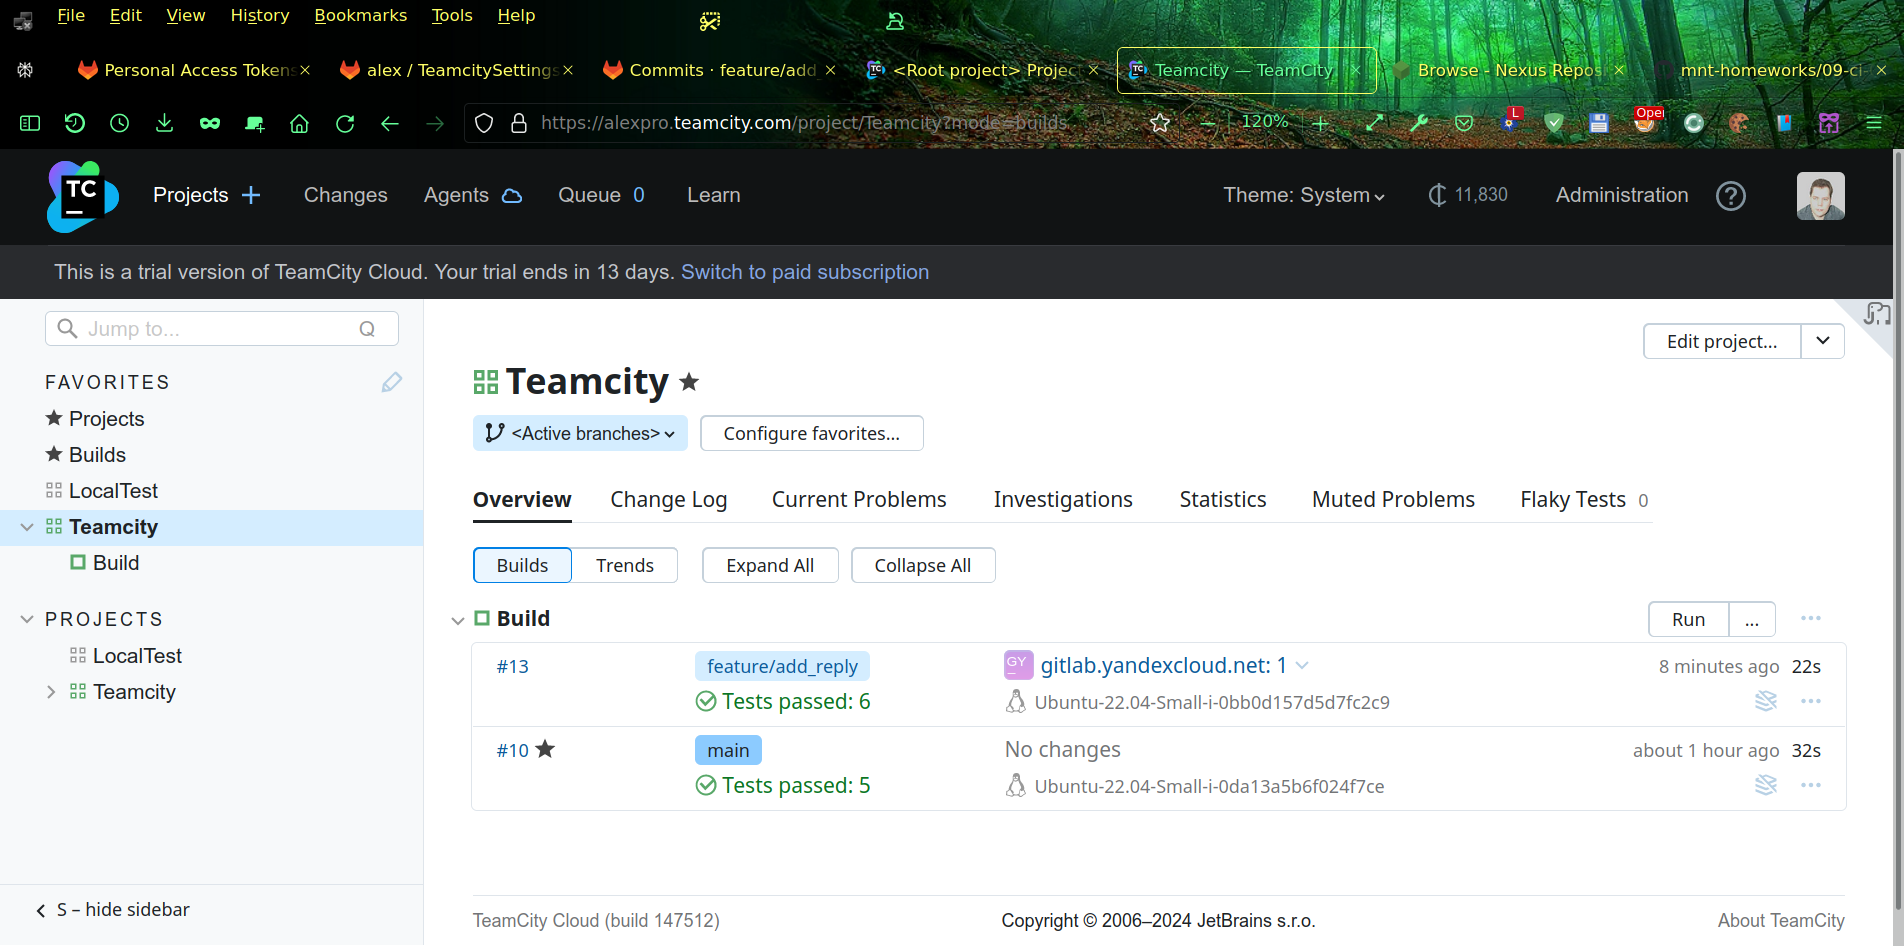 File Edit View History Bookmarks Tools Help
Personal Access Tokens × alex / TeamcitySettings × Commits · feature/add × <Root project> Projec × Teamcity — TeamCity × Browse - Nexus Repos × mnt-homeworks/09-ci- ×
https://alexpro.teamcity.com/project/Teamcity?mode=builds 120% L Oper
TC Projects Changes Agents Queue 0 Learn Theme: System 11,830 Administration ?
This is a trial version of TeamCity Cloud. Your trial ends in 13 days. Switch to paid subscription
Jump to... Q
Edit project...
FAVORITES
Projects
Builds
LocalTest
Teamcity
Build
PROJECTS
LocalTest
Teamcity
S – hide sidebar
Teamcity
<Active branches> Configure favorites...
Overview Change Log Current Problems Investigations Statistics Muted Problems Flaky Tests 0
Builds Trends Expand All Collapse All
Build Run ... 
#13 feature/add_reply GY gitlab.yandexcloud.net: 1 8 minutes ago 22s
Tests passed: 6 Ubuntu-22.04-Small-i-0bb0d157d5d7fc2c9
#10 main No changes about 1 hour ago 32s
Tests passed: 5 Ubuntu-22.04-Small-i-0da13a5b6f024f7ce
TeamCity Cloud (build 147512) Copyright © 2006–2024 JetBrains s.r.o. About TeamCity